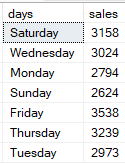 days sales
Saturday 3158
Wednesday 3024
Monday 2794
Sunday 2624
Friday 3538
Thursday 3239
Tuesday 2973